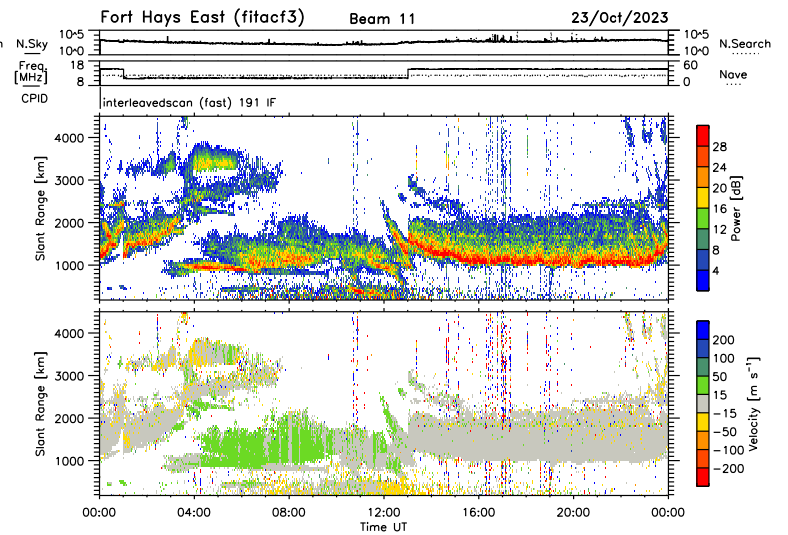 Fort Hays East (fitacf3) Beam 11 23/Oct/2023
N.Sky 10^5 10^5 N.Search
10^0 10^0
Freq. 18 60 Nave
[MHz] 8 0
CPID interleavedscan (fast) 191 IF
Slant Range [km] 4000 3000 2000 1000
Power [dB] 28 24 20 16 12 8 4
Slant Range [km] 4000 3000 2000 1000
Velocity [m s⁻¹] 200 100 50 15 -15 -50 -100 -200
00:00 04:00 08:00 12:00 16:00 20:00 00:00
Time UT